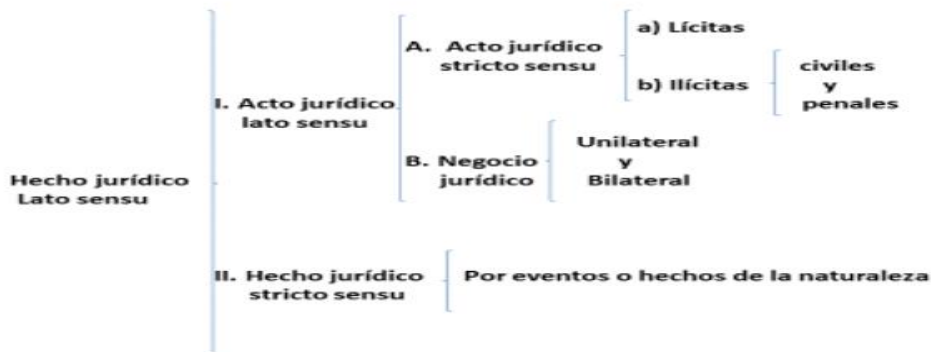 Hecho jurídico
Lato sensu
I. Acto jurídico
lato sensu
A. Acto jurídico
stricto sensu
a) Lícitas
b) Ilícitas
civiles
y
penales
B. Negocio
jurídico
Unilateral
y
Bilateral
II. Hecho jurídico
stricto sensu
Por eventos o hechos de la naturaleza